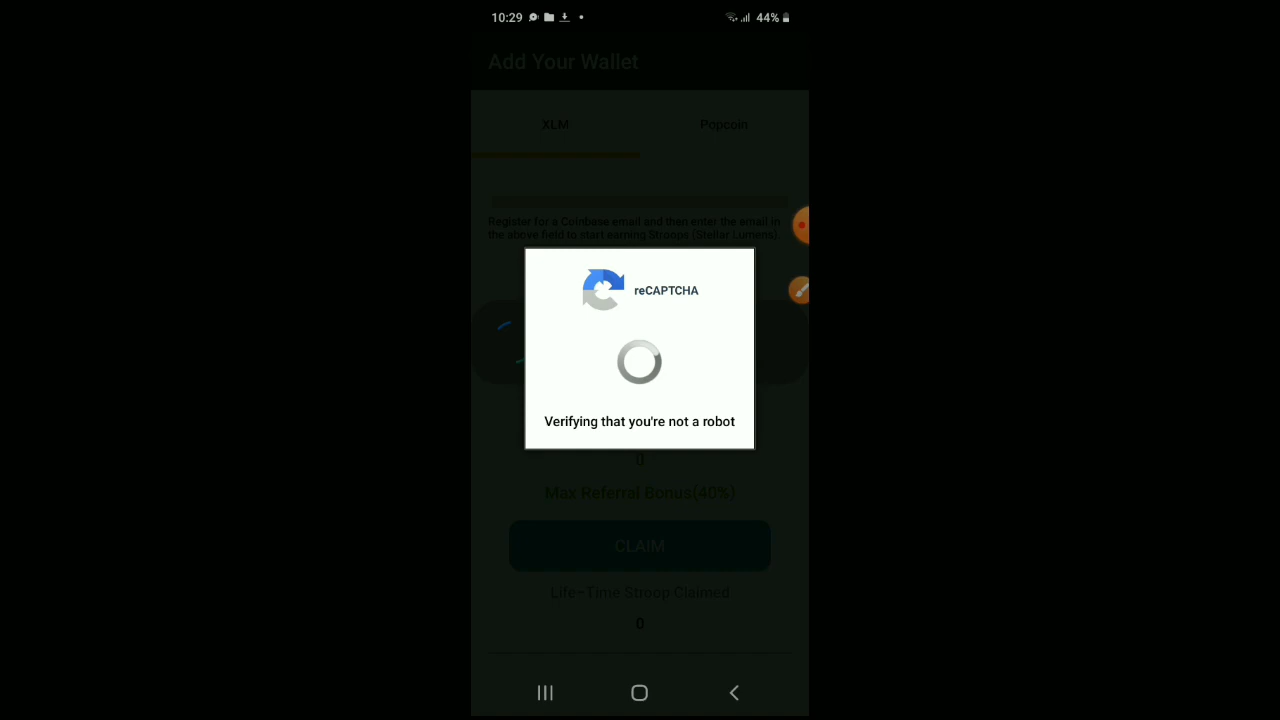 10:29
44%
Add Your Wallet
XLM
Popcoin
Register for a Coinbase email and then enter the email in
the above field to start earning Stroops (Stellar Lumens).
reCAPTCHA
Verifying that you're not a robot
0
Max Referral Bonus(40%)
CLAIM
Life-Time Stroop Claimed
0